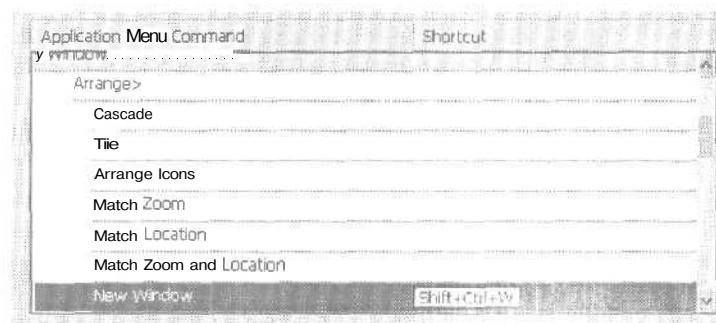 Application Menu Command Shortcut
y Window
Arrange>
Cascade
Tiie
Arrange Icons
Match Zoom
Match Location
Match Zoom and Location
New Window Shift+Ctrl+W